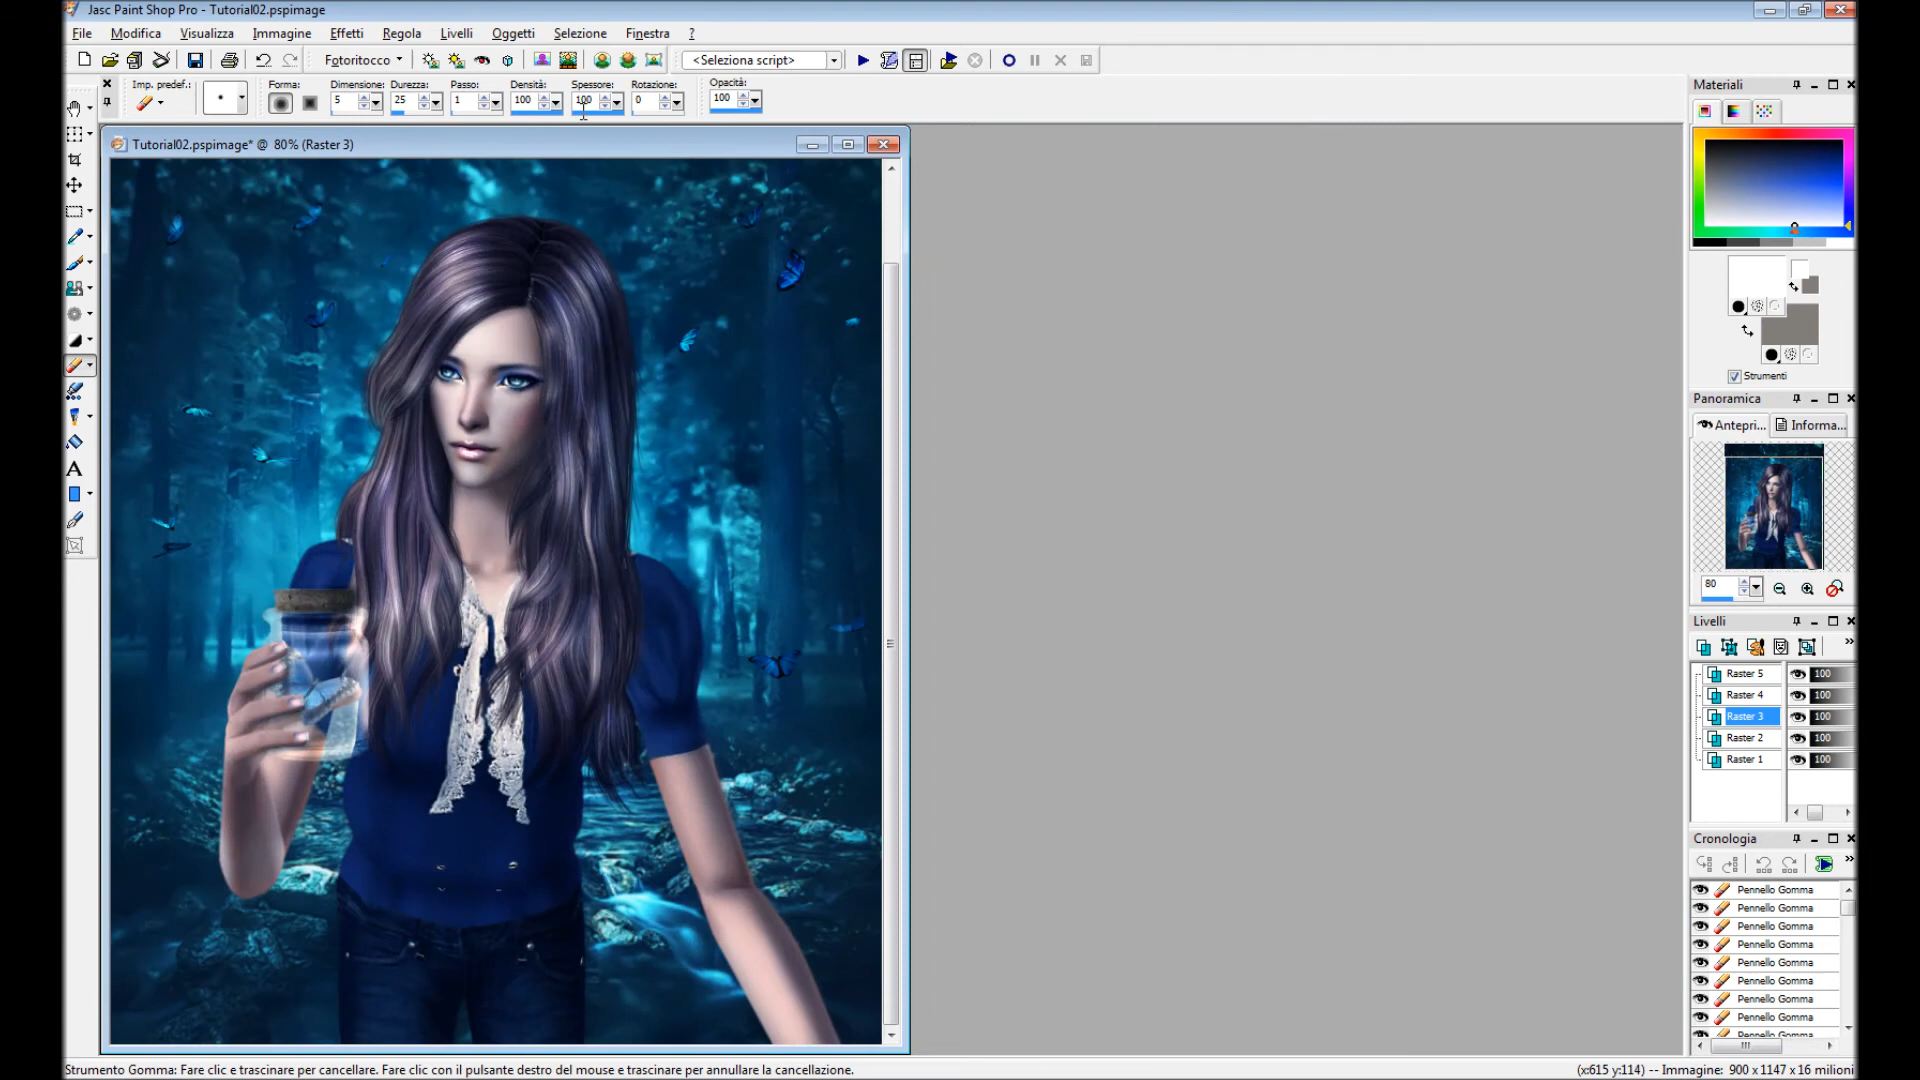 Jasc Paint Shop Pro - Tutorial02.pspimage
File Modifica Visualizza Immagine Effetti Regola Livelli Oggetti Selezione Finestra ?
Fotoritocco <Seleziona script>
Imp. predef.: Forma: Dimensione: Durezza: Passo: Densità: Spessore: Rotazione: Opacità:
5 25 1 100 100 0 100
Tutorial02.pspimage* @ 80% (Raster 3)
Materiali
Strumenti
Panoramica
Antepri... Informa...
80
Livelli
Raster 5 100
Raster 4 100
Raster 3 100
Raster 2 100
Raster 1 100
Cronologia
Pennello Gomma
Pennello Gomma
Pennello Gomma
Pennello Gomma
Pennello Gomma
Pennello Gomma
Pennello Gomma
Pennello Gomma
Pennello Gomma
Strumento Gomma: Fare clic e trascinare per cancellare. Fare clic con il pulsante destro del mouse e trascinare per annullare la cancellazione.
(x:615 y:114) -- Immagine: 900 x 1147 x 16 milioni